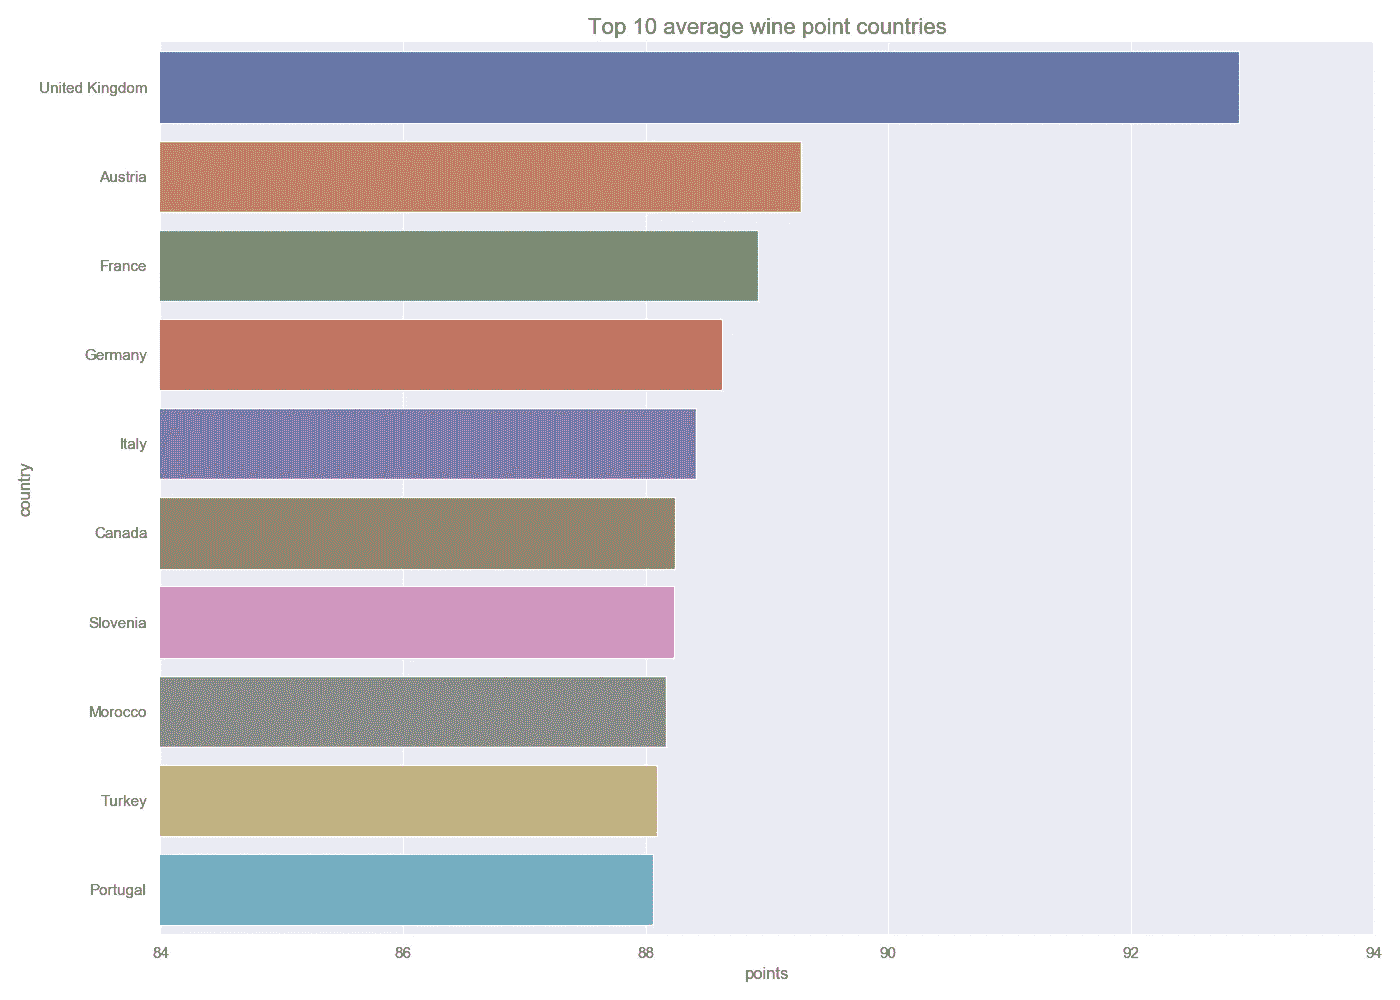 Top 10 average wine point countries
United Kingdom
Austria
France
Germany
Italy
Canada
Slovenia
Morocco
Turkey
Portugal
country
84 86 88 90 92 94
points